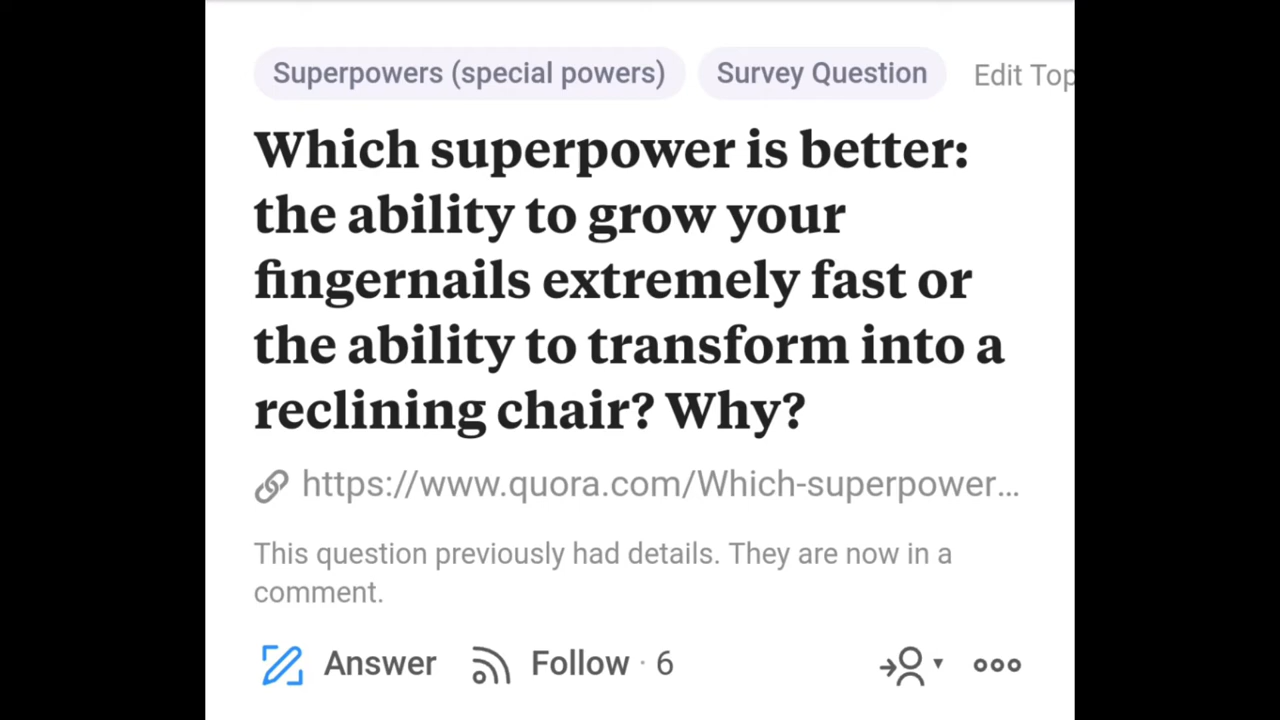 Superpowers (special powers) Survey Question Edit Top
Which superpower is better:
the ability to grow your
fingernails extremely fast or
the ability to transform into a
reclining chair? Why?
https://www.quora.com/Which-superpower...
This question previously had details. They are now in a
comment.
Answer Follow · 6